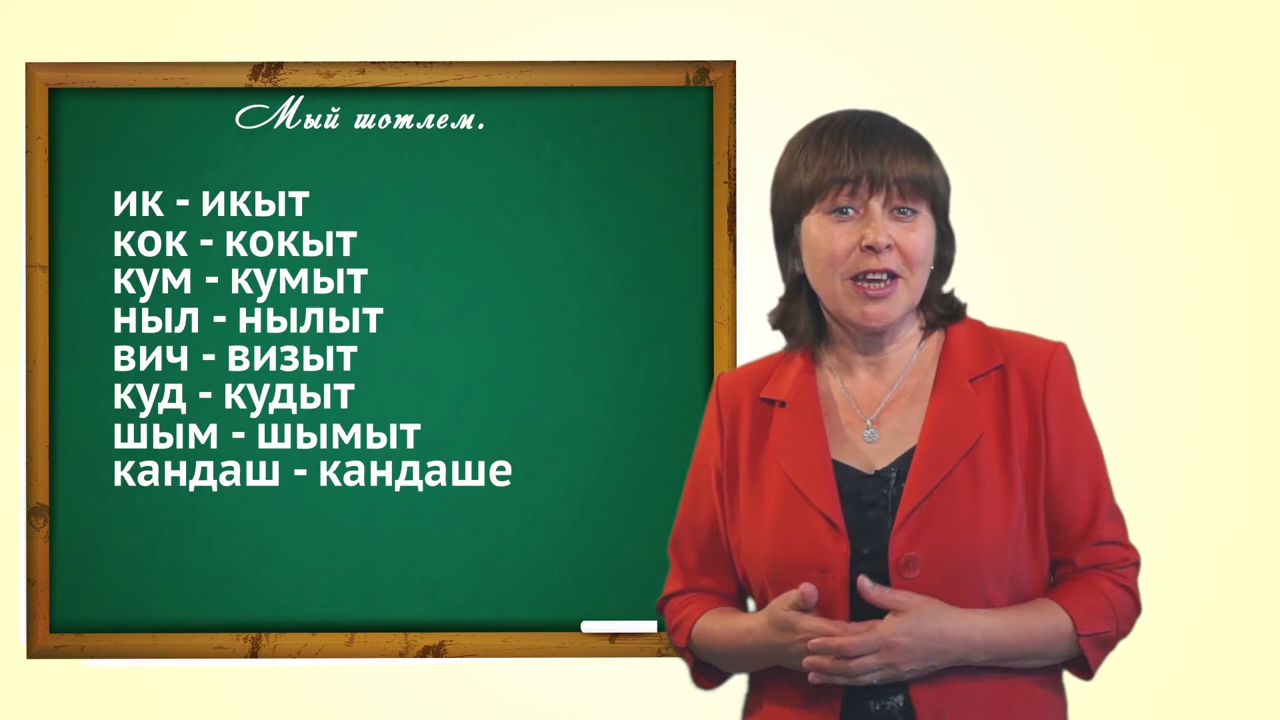 Мый шотлем.
ик - икыт
кок - кокыт
кум - кумыт
ныл - нылыт
вич - визыт
куд - кудыт
шым - шымыт
кандаш - кандаше